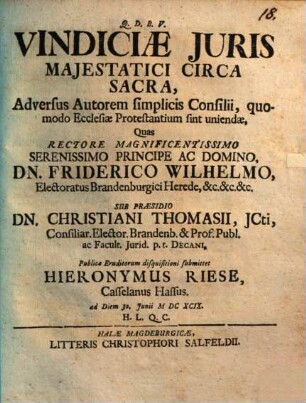 18.
Q. D. B. V.
VINDICIÆ JURIS
MAJESTATICI CIRCA
SACRA,
Adversus Autorem simplicis Consilii, quo-
modo Ecclesiæ Protestantium sint uniendæ,
Quas
RECTORE MAGNIFICENTISSIMO
SERENISSIMO PRINCIPE AC DOMINO,
DN. FRIDERICO WILHELMO,
Electoratus Brandenburgici Herede, &c.&c.&c.
SUB PRÆSIDIO
DN. CHRISTIANI THOMASII, JCti,
Consiliar. Elector. Brandenb. & Prof. Publ.
ac Facult. Jurid. p. t. DECANI,
Publicæ Eruditorum disquisitioni submittet
HIERONYMUS RIESE,
Casselanus Hassus.
ad Diem 30. Junii M DC XCIX.
H. L. Q. C.
HALÆ MAGDEBURGICÆ,
LITTERIS CHRISTOPHORI SALFELDII.